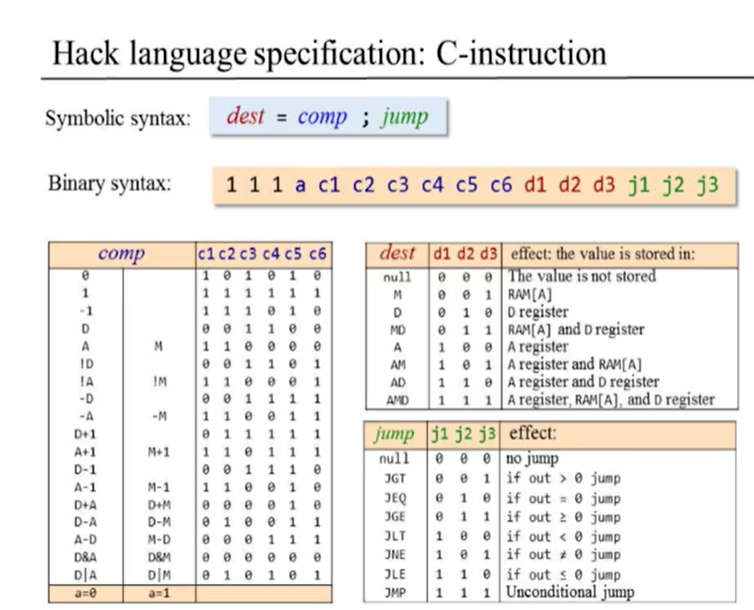 Hack language specification: C-instruction
Symbolic syntax: dest = comp ; jump
Binary syntax: 1 1 1 a c1 c2 c3 c4 c5 c6 d1 d2 d3 j1 j2 j3
comp c1 c2 c3 c4 c5 c6
0 1 0 1 0 1 0
1 1 1 1 1 1 1
-1 1 1 1 0 1 0
D 0 0 1 1 0 0
A M 1 1 0 0 0 0
!D 0 0 1 1 0 1
!A !M 1 1 0 0 0 1
-D 0 0 1 1 1 1
-A -M 1 1 0 0 1 1
D+1 0 1 1 1 1 1
A+1 M+1 1 1 0 1 1 1
D-1 0 0 1 1 1 0
A-1 M-1 1 1 0 0 1 0
D+A D+M 0 0 0 0 1 0
D-A D-M 0 1 0 0 1 1
A-D M-D 0 0 0 1 1 1
D&A D&M 0 0 0 0 0 0
D|A D|M 0 1 0 1 0 1
a=0 a=1
dest d1 d2 d3 effect: the value is stored in:
null 0 0 0 The value is not stored
M 0 0 1 RAM[A]
D 0 1 0 D register
MD 0 1 1 RAM[A] and D register
A 1 0 0 A register
AM 1 0 1 A register and RAM[A]
AD 1 1 0 A register and D register
AMD 1 1 1 A register, RAM[A], and D register
jump j1 j2 j3 effect:
null 0 0 0 no jump
JGT 0 0 1 if out > 0 jump
JEQ 0 1 0 if out = 0 jump
JGE 0 1 1 if out ≥ 0 jump
JLT 1 0 0 if out < 0 jump
JNE 1 0 1 if out ≠ 0 jump
JLE 1 1 0 if out ≤ 0 jump
JMP 1 1 1 Unconditional jump